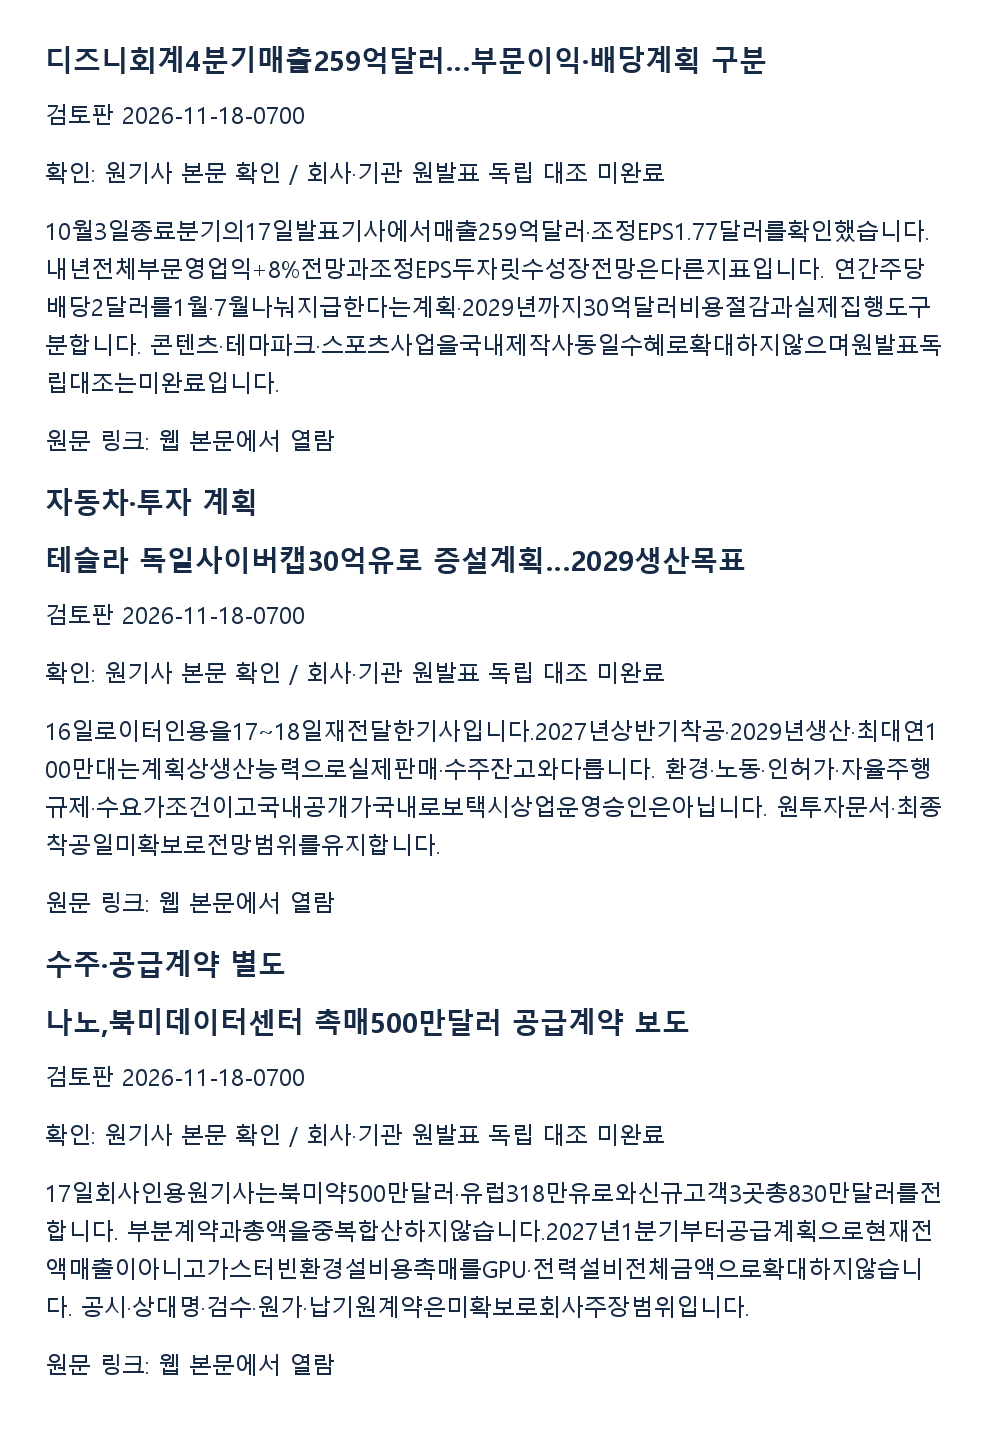 디즈니회계4분기매출259억달러...부문이익·배당계획 구분
검토판 2026-11-18-0700
확인: 원기사 본문 확인 / 회사·기관 원발표 독립 대조 미완료
10월3일종료분기의17일발표기사에서매출259억달러·조정EPS1.77달러를확인했습니다.
내년전체부문영업익+8%전망과조정EPS두자릿수성장전망은다른지표입니다. 연간주당
배당2달러를1월·7월나눠지급한다는계획·2029년까지30억달러비용절감과실제집행도구
분합니다. 콘텐츠·테마파크·스포츠사업을국내제작사동일수혜로확대하지않으며원발표독
립대조는미완료입니다.
원문 링크: 웹 본문에서 열람
자동차·투자 계획
테슬라 독일사이버캡30억유로 증설계획...2029생산목표
검토판 2026-11-18-0700
확인: 원기사 본문 확인 / 회사·기관 원발표 독립 대조 미완료
16일로이터인용을17~18일재전달한기사입니다.2027년상반기착공·2029년생산·최대연1
00만대는계획상생산능력으로실제판매·수주잔고와다릅니다. 환경·노동·인허가·자율주행
규제·수요가조건이고국내공개가국내로보택시상업운영승인은아닙니다. 원투자문서·최종
착공일미확보로전망범위를유지합니다.
원문 링크: 웹 본문에서 열람
수주·공급계약 별도
나노,북미데이터센터 촉매500만달러 공급계약 보도
검토판 2026-11-18-0700
확인: 원기사 본문 확인 / 회사·기관 원발표 독립 대조 미완료
17일회사인용원기사는북미약500만달러·유럽318만유로와신규고객3곳총830만달러를전
합니다. 부분계약과총액을중복합산하지않습니다.2027년1분기부터공급계획으로현재전
액매출이아니고가스터빈환경설비용촉매를GPU·전력설비전체금액으로확대하지않습니
다. 공시·상대명·검수·원가·납기원계약은미확보로회사주장범위입니다.
원문 링크: 웹 본문에서 열람